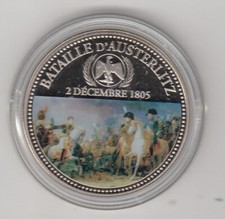 BATAILLE D'AUSTERLITZ
2 DÉCEMBRE 1805